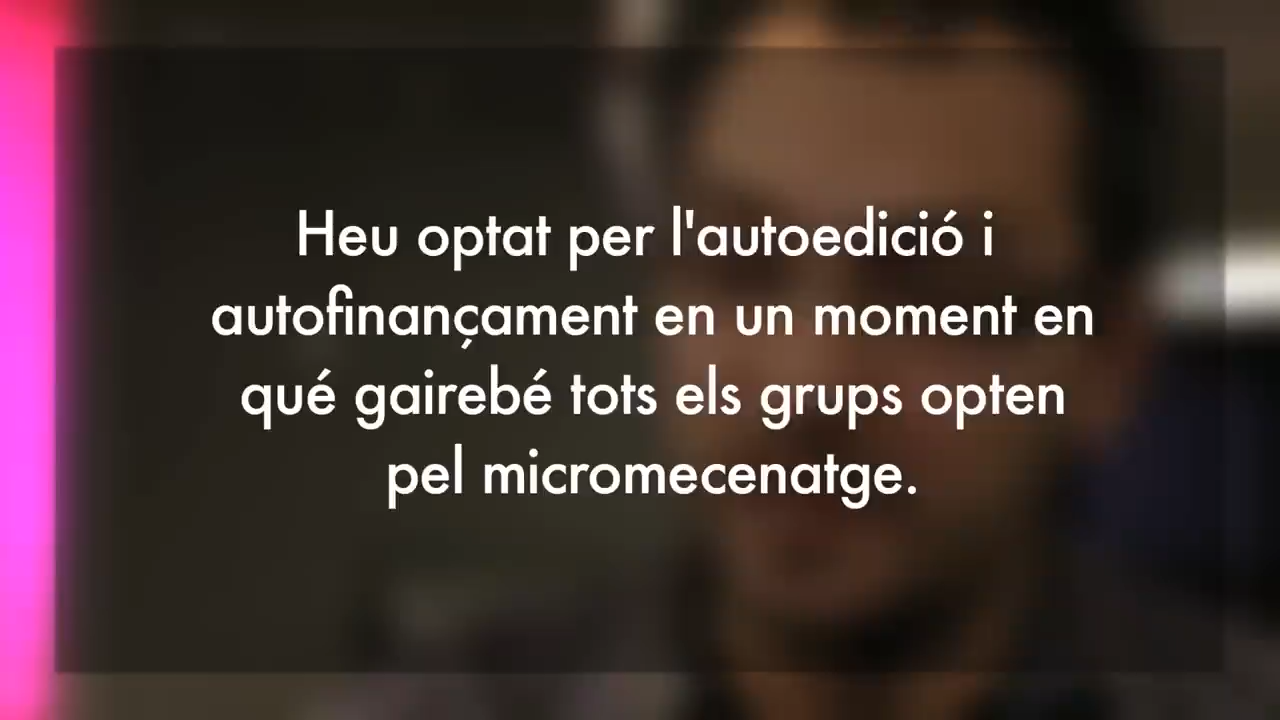 Heu optat per l'autoedició i
autofinançament en un moment en
qué gairebé tots els grups opten
pel micromecenatge.